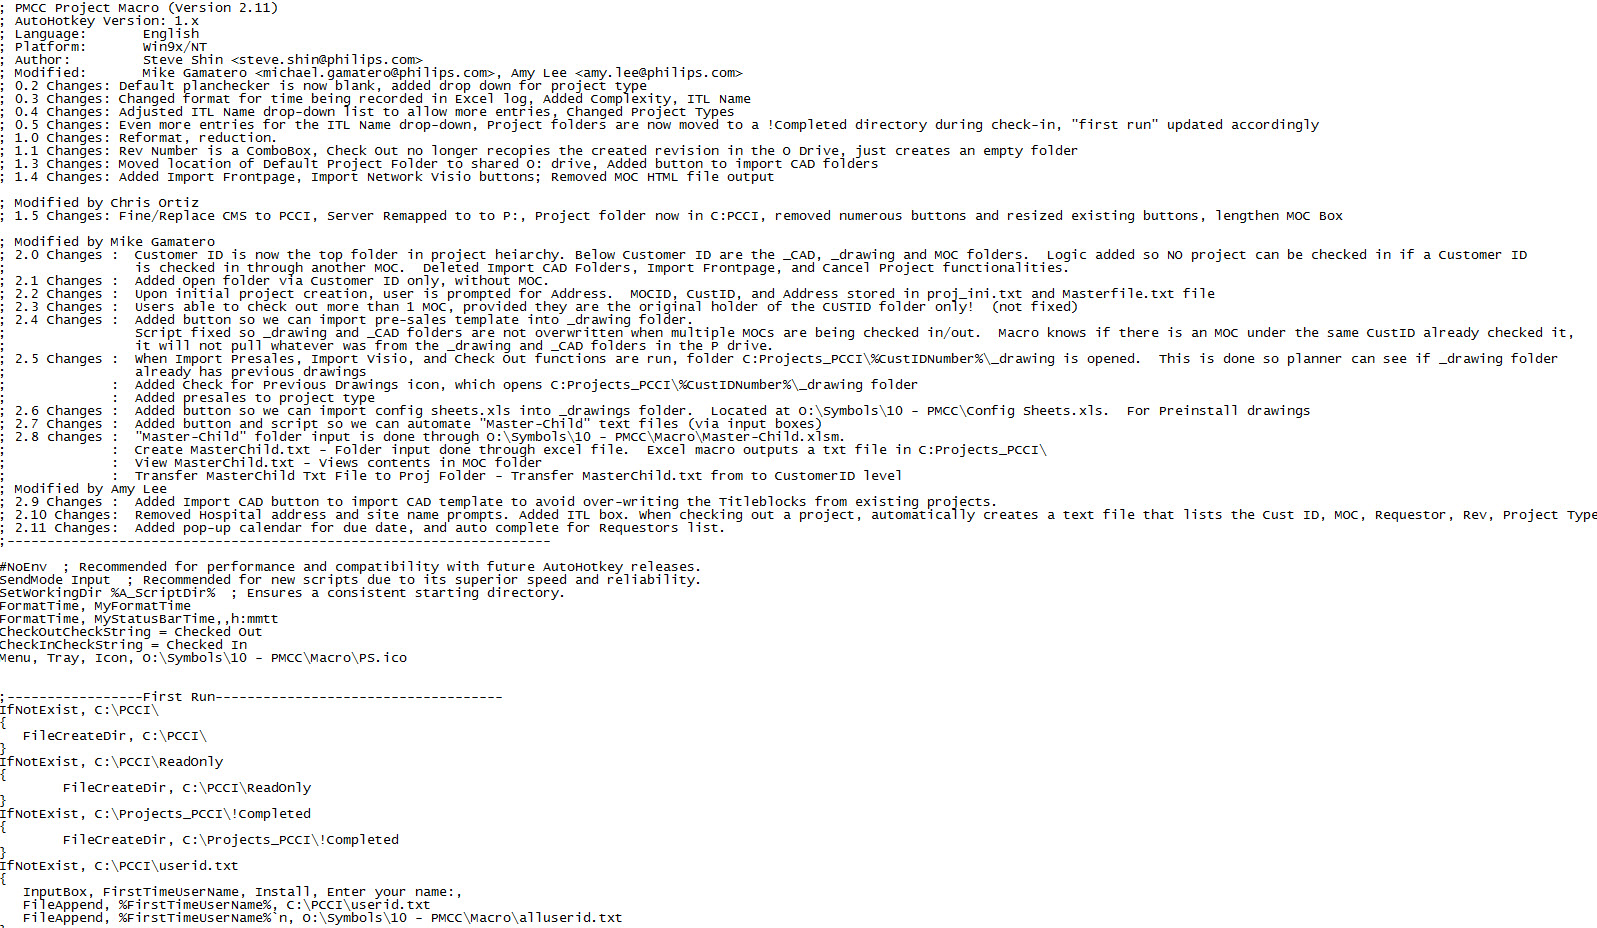 ; PMCC Project Macro (Version 2.11)
; AutoHotkey Version: 1.x
; Language:       English
; Platform:       Win9x/NT
; Author:         Steve Shin <steve.shin@philips.com>
; Modified:       Mike Gamatero <michael.gamatero@philips.com>, Amy Lee <amy.lee@philips.com>
; 0.2 Changes: Default planchecker is now blank, added drop down for project type
; 0.3 Changes: Changed format for time being recorded in Excel log, Added Complexity, ITL Name
; 0.4 Changes: Adjusted ITL Name drop-down list to allow more entries, Changed Project Types
; 0.5 Changes: Even more entries for the ITL Name drop-down, Project folders are now moved to a !Completed directory during check-in, "first run" updated accordingly
; 1.0 Changes: Reformat, reduction.
; 1.1 Changes: Rev Number is a ComboBox, Check Out no longer recopies the created revision in the O Drive, just creates an empty folder
; 1.3 Changes: Moved location of Default Project Folder to shared O: drive, Added button to import CAD folders
; 1.4 Changes: Added Import Frontpage, Import Network Visio buttons; Removed MOC HTML file output

; Modified by Chris Ortiz
; 1.5 Changes: Fine/Replace CMS to PCCI, Server Remapped to to P:, Project folder now in C:PCCI, removed numerous buttons and resized existing buttons, lengthen MOC Box

; Modified by Mike Gamatero
; 2.0 Changes :  Customer ID is now the top folder in project heiarchy. Below Customer ID are the _CAD, _drawing and MOC folders.  Logic added so NO project can be checked in if a Customer ID
;                is checked in through another MOC.  Deleted Import CAD Folders, Import Frontpage, and Cancel Project functionalities.
; 2.1 Changes :  Added Open folder via Customer ID only, without MOC.
; 2.2 Changes :  Upon initial project creation, user is prompted for Address.  MOCID, CustID, and Address stored in proj_ini.txt and Masterfile.txt file
; 2.3 Changes :  Users able to check out more than 1 MOC, provided they are the original holder of the CUSTID folder only!  (not fixed)
; 2.4 Changes :  Added button so we can import pre-sales template into _drawing folder.
;                Script fixed so _drawing and _CAD folders are not overwritten when multiple MOCs are being checked in/out.  Macro knows if there is an MOC under the same CustID already checked it,
;                it will not pull whatever was from the _drawing and _CAD folders in the P drive.
; 2.5 Changes :  When Import Presales, Import Visio, and Check Out functions are run, folder C:Projects_PCCI\%CustIDNumber%\_drawing is opened.  This is done so planner can see if _drawing folder
;                already has previous drawings
;             :  Added Check for Previous Drawings icon, which opens C:Projects_PCCI\%CustIDNumber%\_drawing folder
;             :  Added presales to project type
; 2.6 Changes :  Added button so we can import config sheets.xls into _drawings folder.  Located at O:\Symbols\10 - PMCC\Config Sheets.xls.  For Preinstall drawings
; 2.7 Changes :  Added button and script so we can automate "Master-Child" text files (via input boxes)
; 2.8 changes :  "Master-Child" folder input is done through O:\Symbols\10 - PMCC\Macro\Master-Child.xlsm.
;             :  Create MasterChild.txt - Folder input done through excel file.  Excel macro outputs a txt file in C:Projects_PCCI\
;             :  View MasterChild.txt - Views contents in MOC folder
;             :  Transfer MasterChild Txt File to Proj Folder - Transfer MasterChild.txt from to CustomerID level
; Modified by Amy Lee
; 2.9 Changes :  Added Import CAD button to import CAD template to avoid over-writing the Titleblocks from existing projects.
; 2.10 Changes:  Removed Hospital address and site name prompts. Added ITL box. When Checking out a project, automatically creates a text file that lists the Cust ID, MOC, Requestor, Rev, Project Type
; 2.11 Changes:  Added pop-up calendar for due date, and auto complete for Requestors list.
;--------------------------------------------------------------------

#NoEnv  ; Recommended for performance and compatibility with future AutoHotkey releases.
SendMode Input  ; Recommended for new scripts due to its superior speed and reliability.
SetWorkingDir %A_ScriptDir%  ; Ensures a consistent starting directory.
FormatTime, MyFormatTime
FormatTime, MyStatusBarTime,,h:mmtt
CheckOutCheckString = Checked Out
CheckInCheckString = Checked In
Menu, Tray, Icon, O:\Symbols\10 - PMCC\Macro\PS.ico

;-----------------First Run------------------------------------
IfNotExist, C:\PCCI\
{
   FileCreateDir, C:\PCCI\
}
IfNotExist, C:\PCCI\ReadOnly
{
        FileCreateDir, C:\PCCI\ReadOnly
}
IfNotExist, C:\Projects_PCCI\!Completed
{
        FileCreateDir, C:\Projects_PCCI\!Completed
}
IfNotExist, C:\PCCI\userid.txt
{
   InputBox, FirstTimeUserName, Install, Enter your name:,
   FileAppend, %FirstTimeUserName%, C:\PCCI\userid.txt
   FileAppend, %FirstTimeUserName%`n, O:\Symbols\10 - PMCC\Macro\alluserid.txt